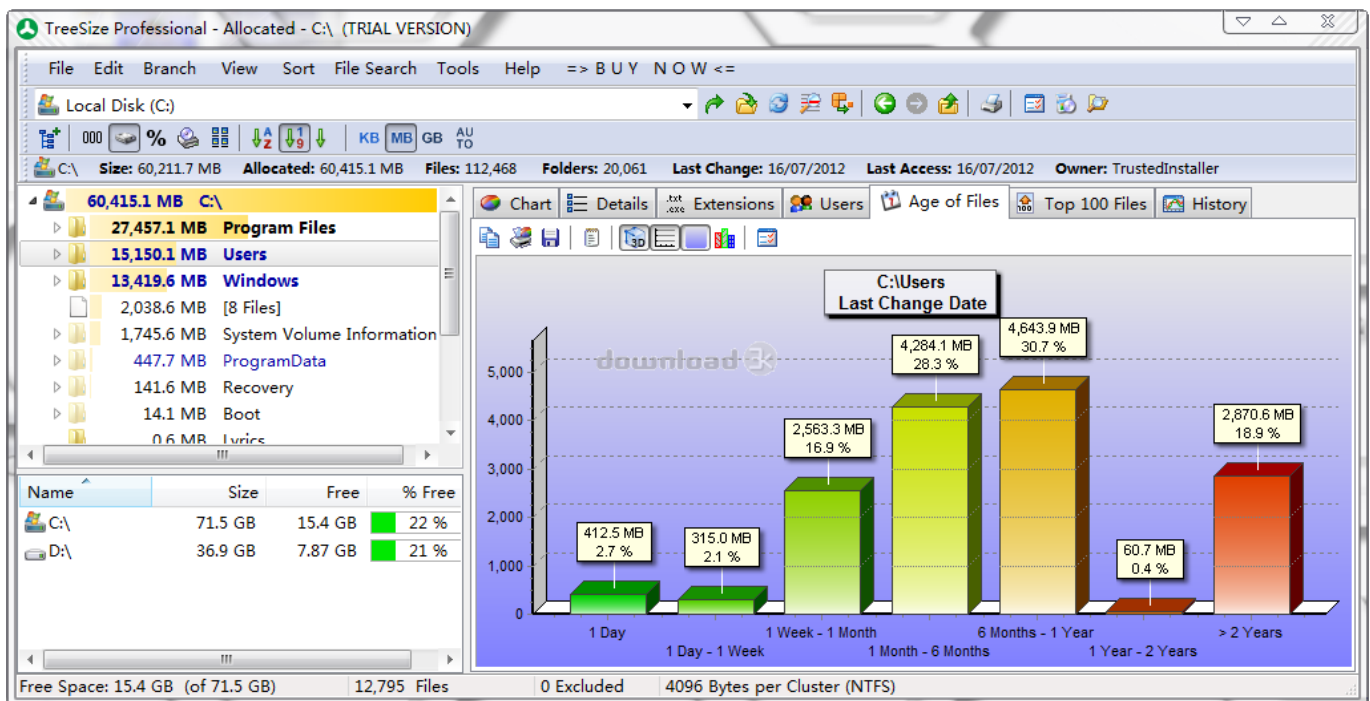 TreeSize Professional - Allocated - C:\ (TRIAL VERSION)
File Edit Branch View Sort File Search Tools Help => B U Y N O W <=
Local Disk (C:)
000 % A Z 1 9 KB MB GB AU TO
C:\ Size: 60,211.7 MB Allocated: 60,415.1 MB Files: 112,468 Folders: 20,061 Last Change: 16/07/2012 Last Access: 16/07/2012 Owner: TrustedInstaller
60,415.1 MB C:\
27,457.1 MB Program Files
15,150.1 MB Users
13,419.6 MB Windows
2,038.6 MB [8 Files]
1,745.6 MB System Volume Information
447.7 MB ProgramData
141.6 MB Recovery
14.1 MB Boot
0.6 MB Lyrics
Name Size Free % Free
C:\ 71.5 GB 15.4 GB 22 %
D:\ 36.9 GB 7.87 GB 21 %
Chart Details .txt .exe Extensions Users Age of Files 100 Top 100 Files History
3D
C:\Users
Last Change Date
download 3k
5,000
4,000
3,000
2,000
1,000
0
412.5 MB
2.7 %
315.0 MB
2.1 %
2,563.3 MB
16.9 %
4,284.1 MB
28.3 %
4,643.9 MB
30.7 %
60.7 MB
0.4 %
2,870.6 MB
18.9 %
1 Day
1 Day - 1 Week
1 Week - 1 Month
1 Month - 6 Months
6 Months - 1 Year
1 Year - 2 Years
> 2 Years
Free Space: 15.4 GB (of 71.5 GB) 12,795 Files 0 Excluded 4096 Bytes per Cluster (NTFS)